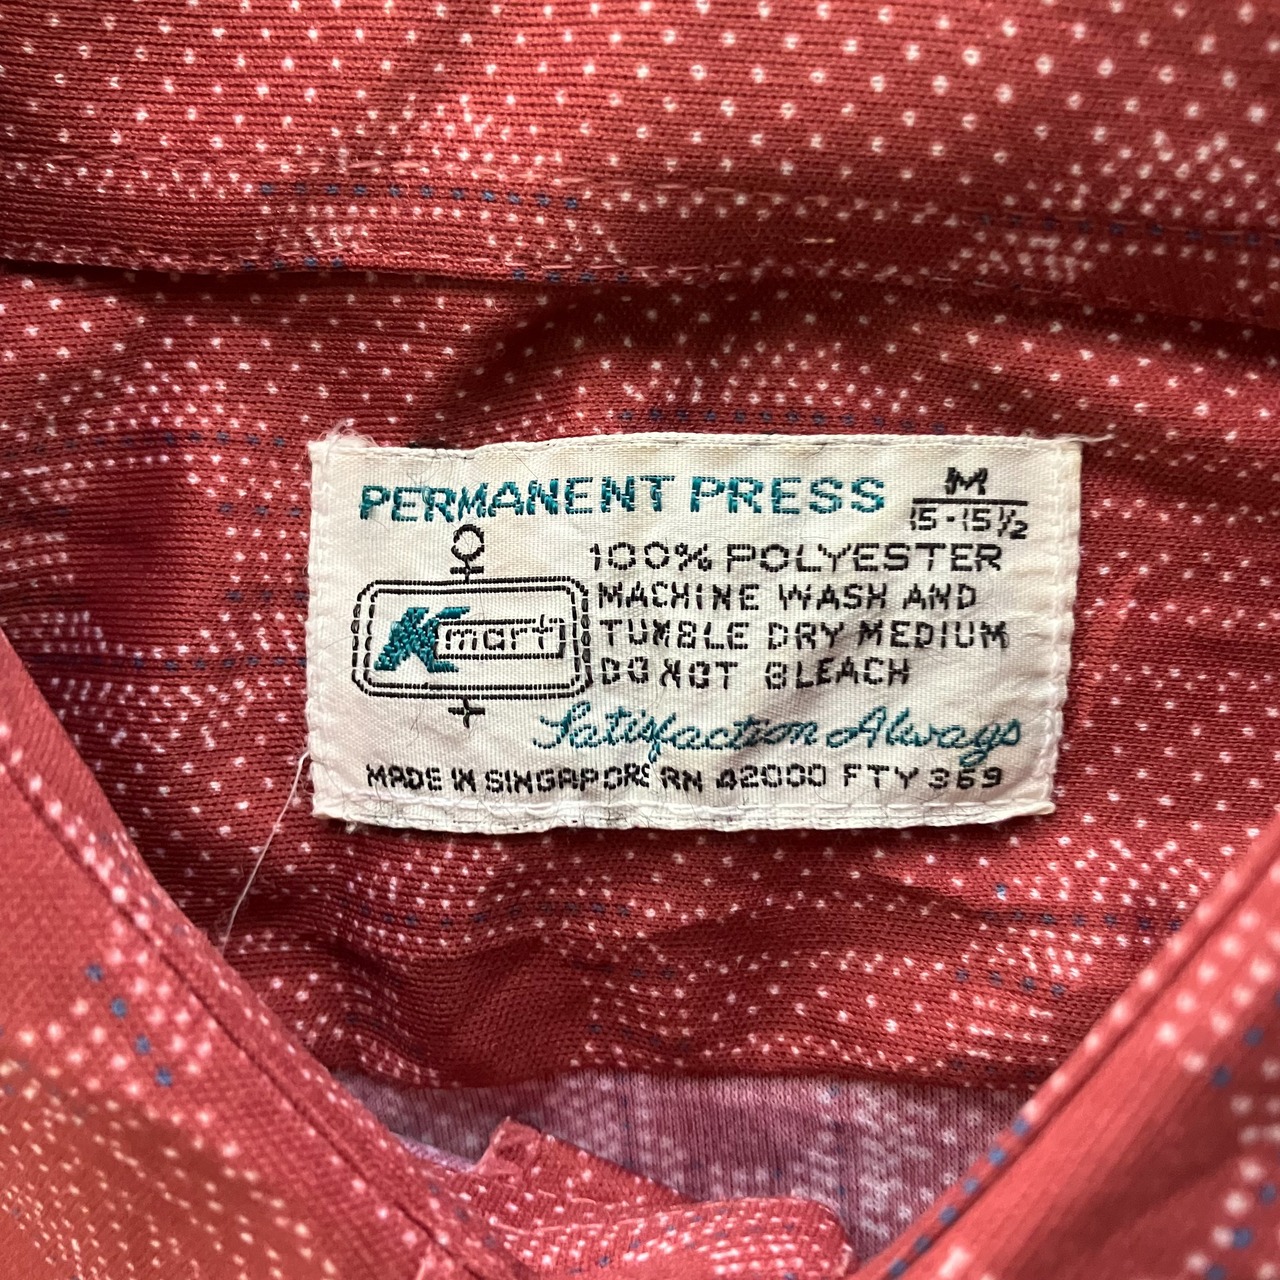 PERMANENT PRESS
M
15-15½
100% POLYESTER
MACHINE WASH AND
TUMBLE DRY MEDIUM
DO NOT BLEACH
Kmart
Satisfaction Always
MADE IN SINGAPORE RN 42000 FTY 369